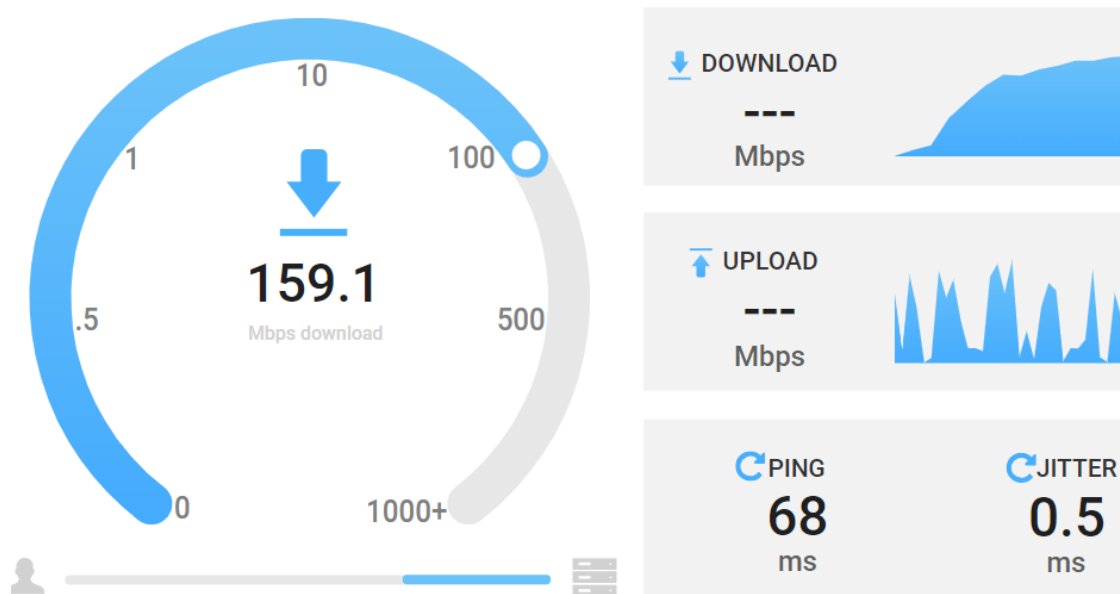 10
1
100
159.1
Mbps download
.5
500
0
1000+
DOWNLOAD
---
Mbps
UPLOAD
---
Mbps
PING
68
ms
JITTER
0.5
ms